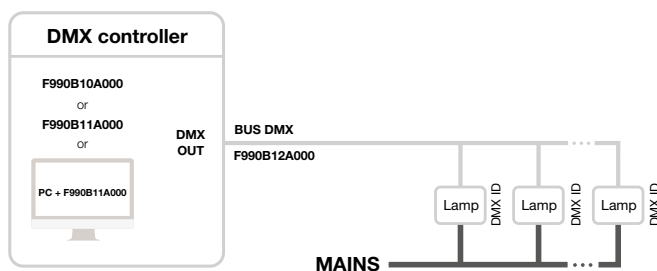 DMX controller
F990B10A000
or
F990B11A000
or
PC + F990B11A000
DMX
OUT
BUS DMX
F990B12A000
Lamp
DMX ID
Lamp
DMX ID
Lamp
DMX ID
MAINS